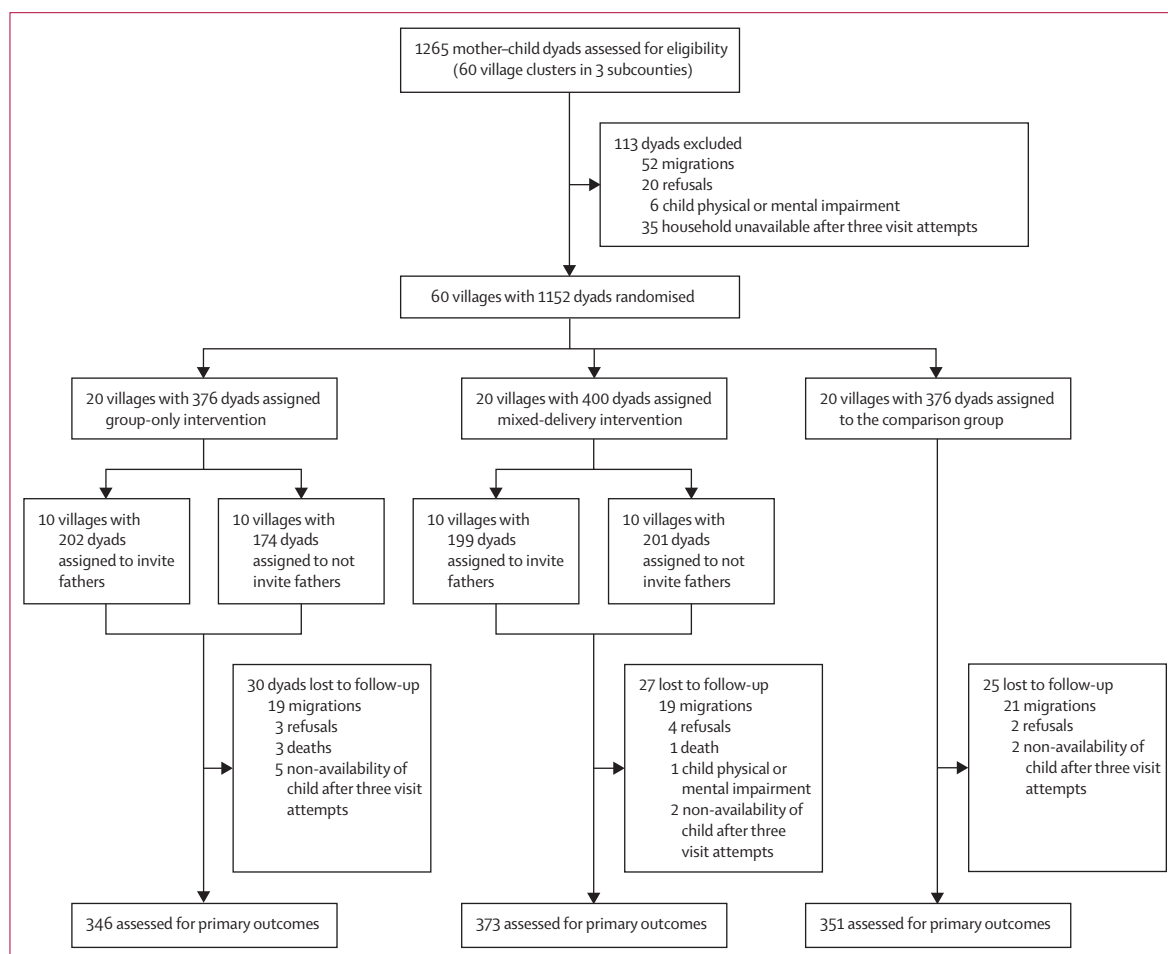 1265 mother–child dyads assessed for eligibility
(60 village clusters in 3 subcounties)
113 dyads excluded
52 migrations
20 refusals
6 child physical or mental impairment
35 household unavailable after three visit attempts
60 villages with 1152 dyads randomised
20 villages with 376 dyads assigned
group-only intervention
20 villages with 400 dyads assigned
mixed-delivery intervention
20 villages with 376 dyads assigned
to the comparison group
10 villages with
202 dyads
assigned to invite
fathers
10 villages with
174 dyads
assigned to not
invite fathers
10 villages with
199 dyads
assigned to invite
fathers
10 villages with
201 dyads
assigned to not
invite fathers
30 dyads lost to follow-up
19 migrations
3 refusals
3 deaths
5 non-availability of
child after three visit
attempts
27 lost to follow-up
19 migrations
4 refusals
1 death
1 child physical or
mental impairment
2 non-availability of
child after three
visit attempts
25 lost to follow-up
21 migrations
2 refusals
2 non-availability of
child after three visit
attempts
346 assessed for primary outcomes
373 assessed for primary outcomes
351 assessed for primary outcomes